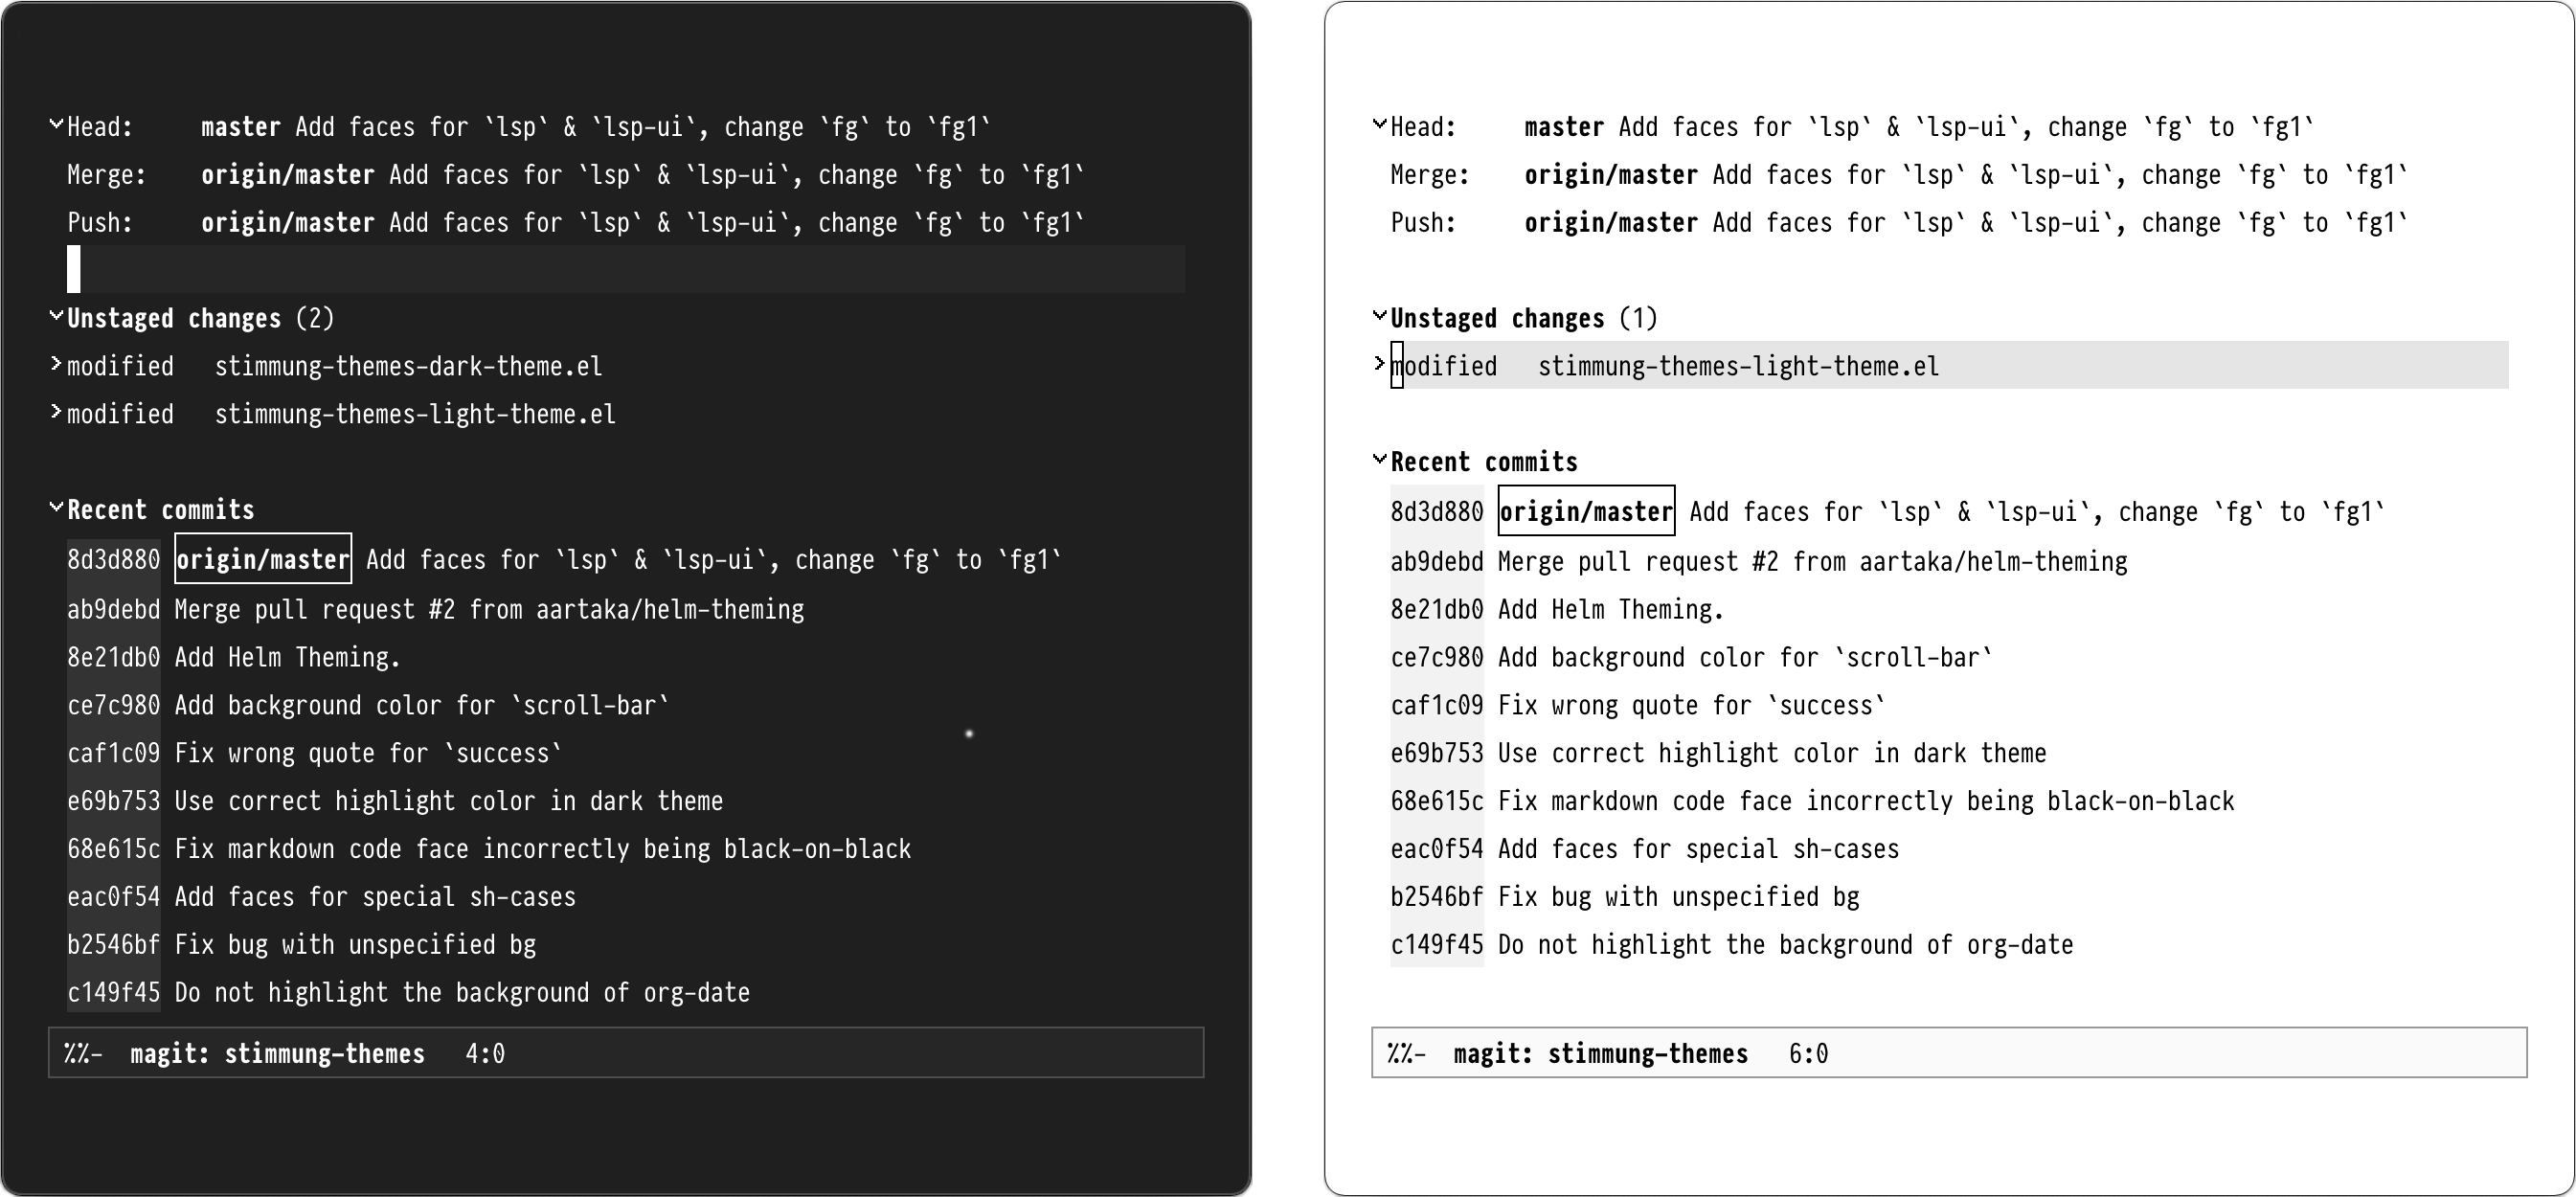 Head:     master Add faces for `lsp` & `lsp-ui`, change `fg` to `fg1`
Merge:    origin/master Add faces for `lsp` & `lsp-ui`, change `fg` to `fg1`
Push:     origin/master Add faces for `lsp` & `lsp-ui`, change `fg` to `fg1`
Unstaged changes (2)
modified   stimmung-themes-dark-theme.el
modified   stimmung-themes-light-theme.el
Recent commits
8d3d880 origin/master Add faces for `lsp` & `lsp-ui`, change `fg` to `fg1`
ab9debd Merge pull request #2 from aartaka/helm-theming
8e21db0 Add Helm Theming.
ce7c980 Add background color for `scroll-bar`
caf1c09 Fix wrong quote for `success`
e69b753 Use correct highlight color in dark theme
68e615c Fix markdown code face incorrectly being black-on-black
eac0f54 Add faces for special sh-cases
b2546bf Fix bug with unspecified bg
c149f45 Do not highlight the background of org-date
%%-  magit: stimmung-themes   4:0
Head:     master Add faces for `lsp` & `lsp-ui`, change `fg` to `fg1`
Merge:    origin/master Add faces for `lsp` & `lsp-ui`, change `fg` to `fg1`
Push:     origin/master Add faces for `lsp` & `lsp-ui`, change `fg` to `fg1`
Unstaged changes (1)
modified   stimmung-themes-light-theme.el
Recent commits
8d3d880 origin/master Add faces for `lsp` & `lsp-ui`, change `fg` to `fg1`
ab9debd Merge pull request #2 from aartaka/helm-theming
8e21db0 Add Helm Theming.
ce7c980 Add background color for `scroll-bar`
caf1c09 Fix wrong quote for `success`
e69b753 Use correct highlight color in dark theme
68e615c Fix markdown code face incorrectly being black-on-black
eac0f54 Add faces for special sh-cases
b2546bf Fix bug with unspecified bg
c149f45 Do not highlight the background of org-date
%%-  magit: stimmung-themes   6:0